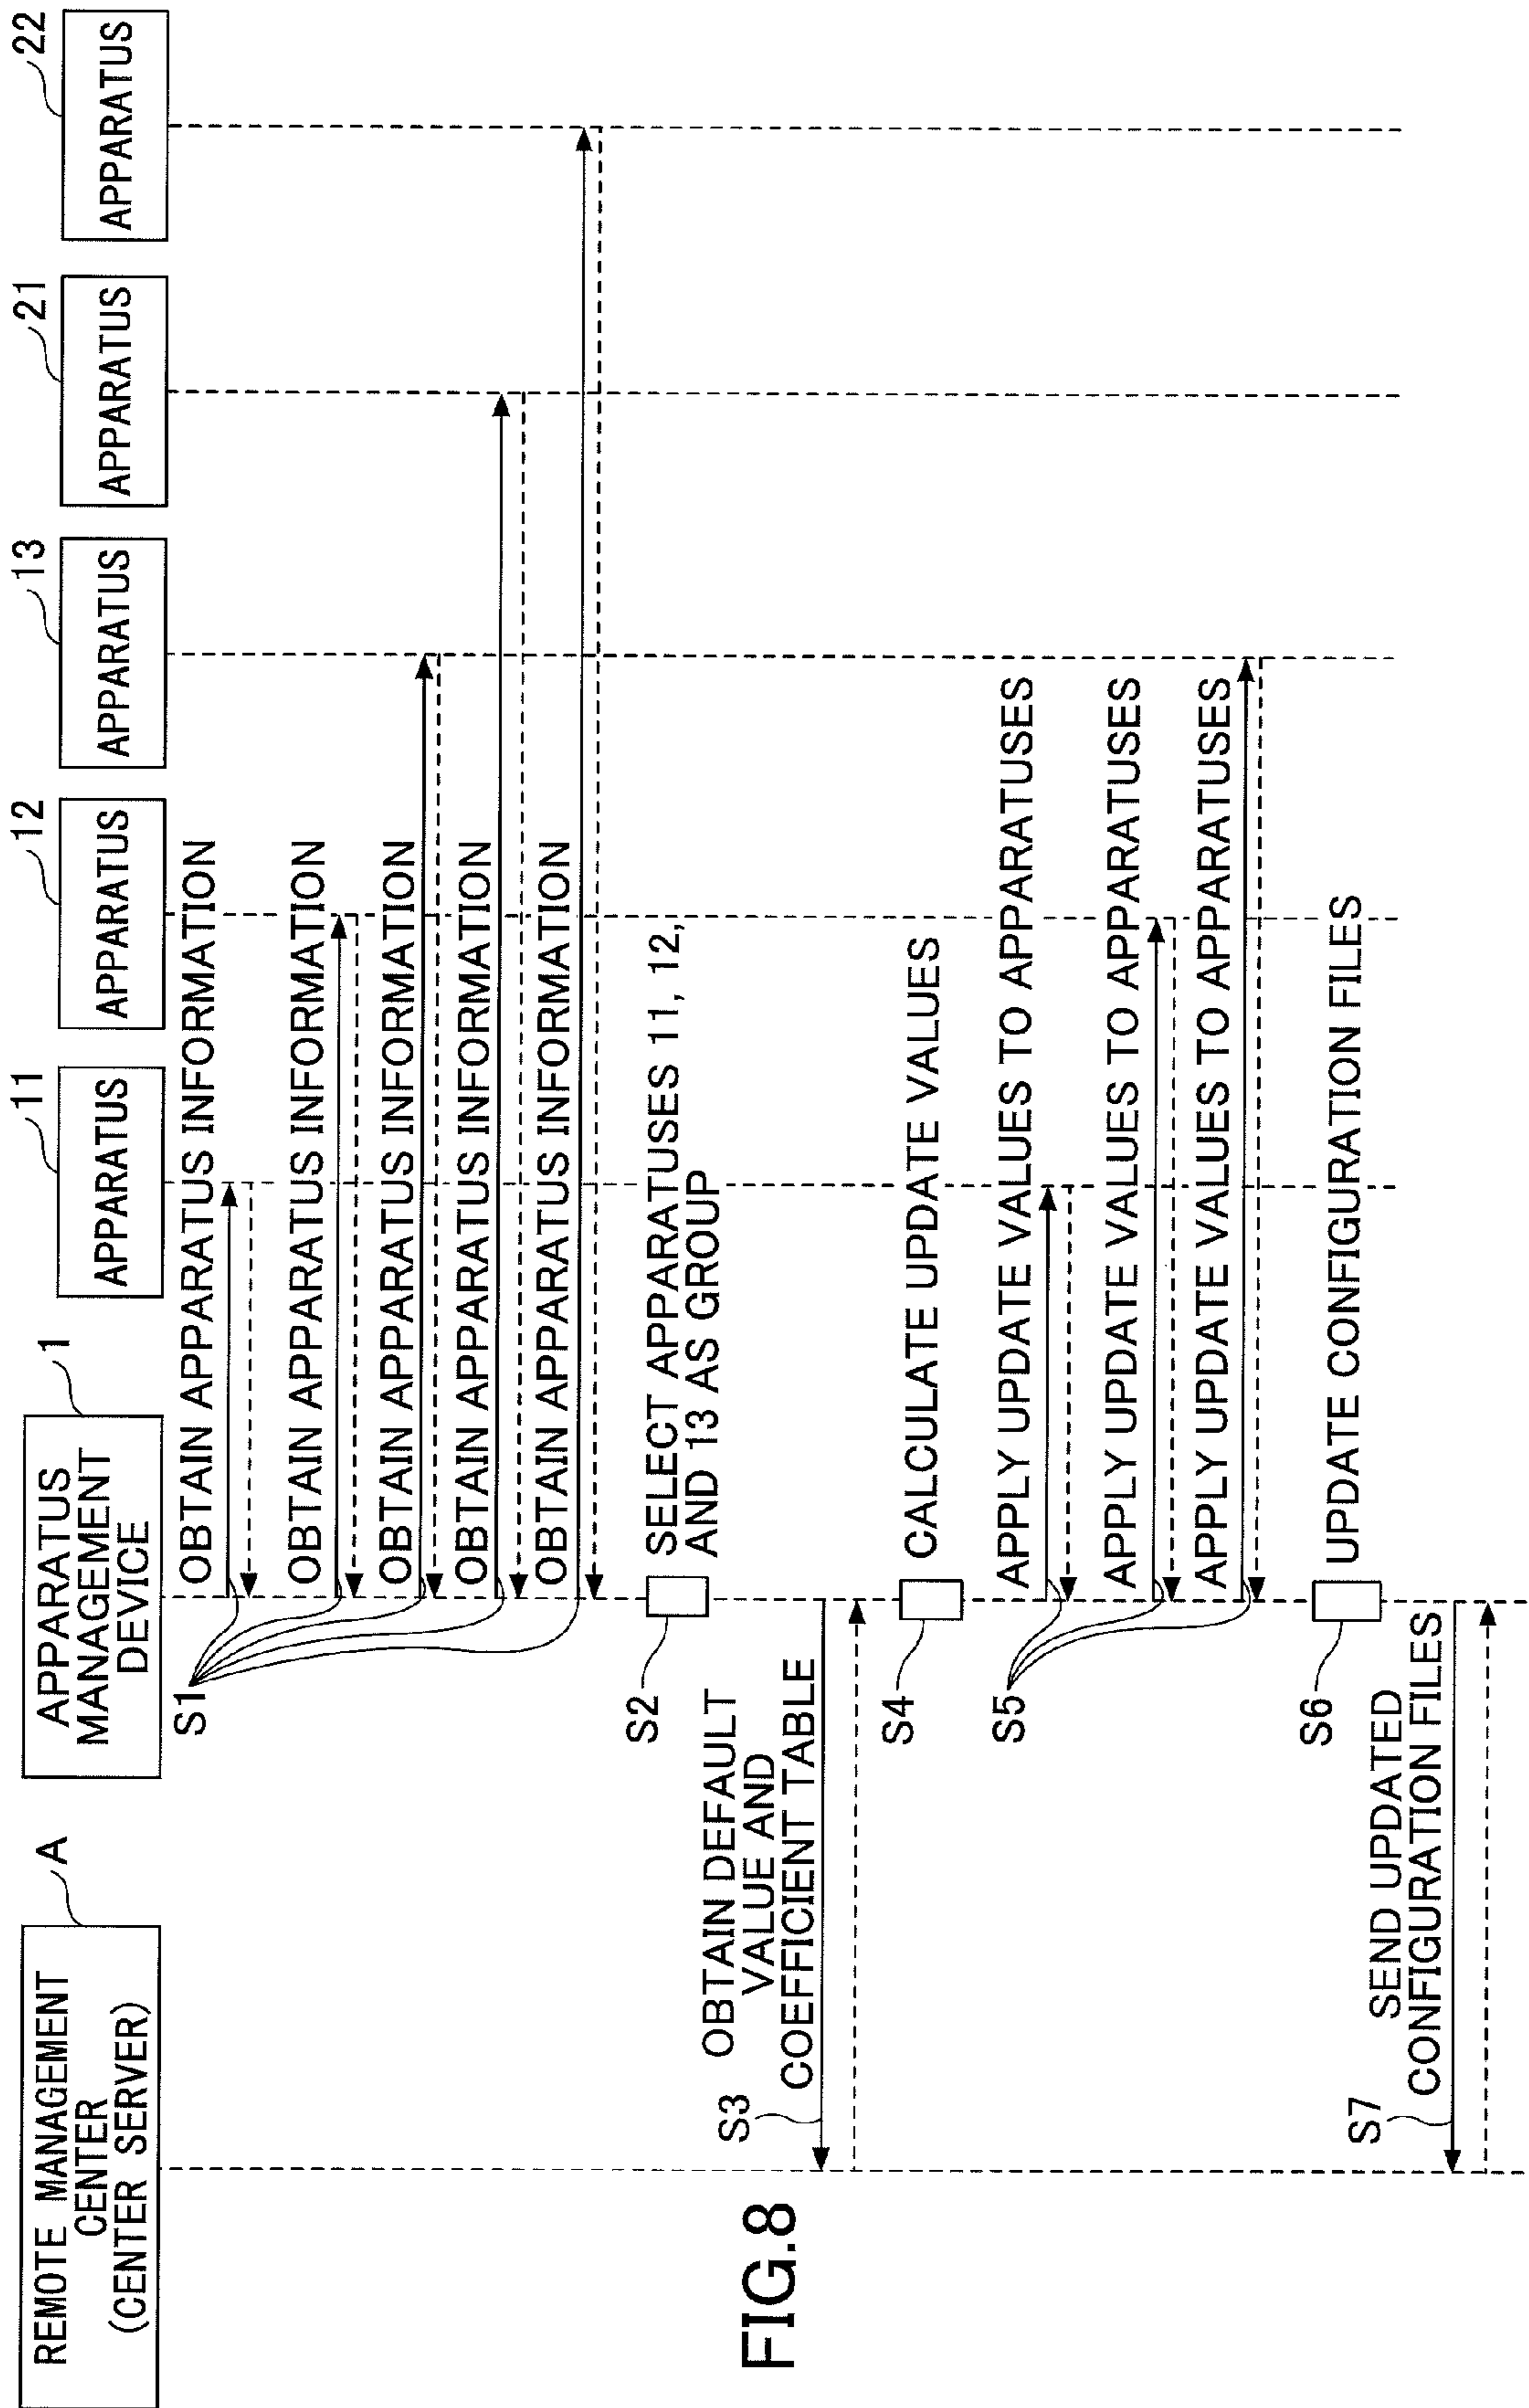 FIG.8
REMOTE MANAGEMENT
CENTER
(CENTER SERVER)
A
APPARATUS
MANAGEMENT
DEVICE
1
APPARATUS
11
APPARATUS
12
APPARATUS
13
APPARATUS
21
APPARATUS
22
S1
OBTAIN APPARATUS INFORMATION
OBTAIN APPARATUS INFORMATION
OBTAIN APPARATUS INFORMATION
OBTAIN APPARATUS INFORMATION
OBTAIN APPARATUS INFORMATION
S2
SELECT APPARATUSES 11, 12,
AND 13 AS GROUP
S3
OBTAIN DEFAULT
VALUE AND
COEFFICIENT TABLE
S4
CALCULATE UPDATE VALUES
S5
APPLY UPDATE VALUES TO APPARATUSES
APPLY UPDATE VALUES TO APPARATUSES
APPLY UPDATE VALUES TO APPARATUSES
S6
UPDATE CONFIGURATION FILES
S7
SEND UPDATED
CONFIGURATION FILES